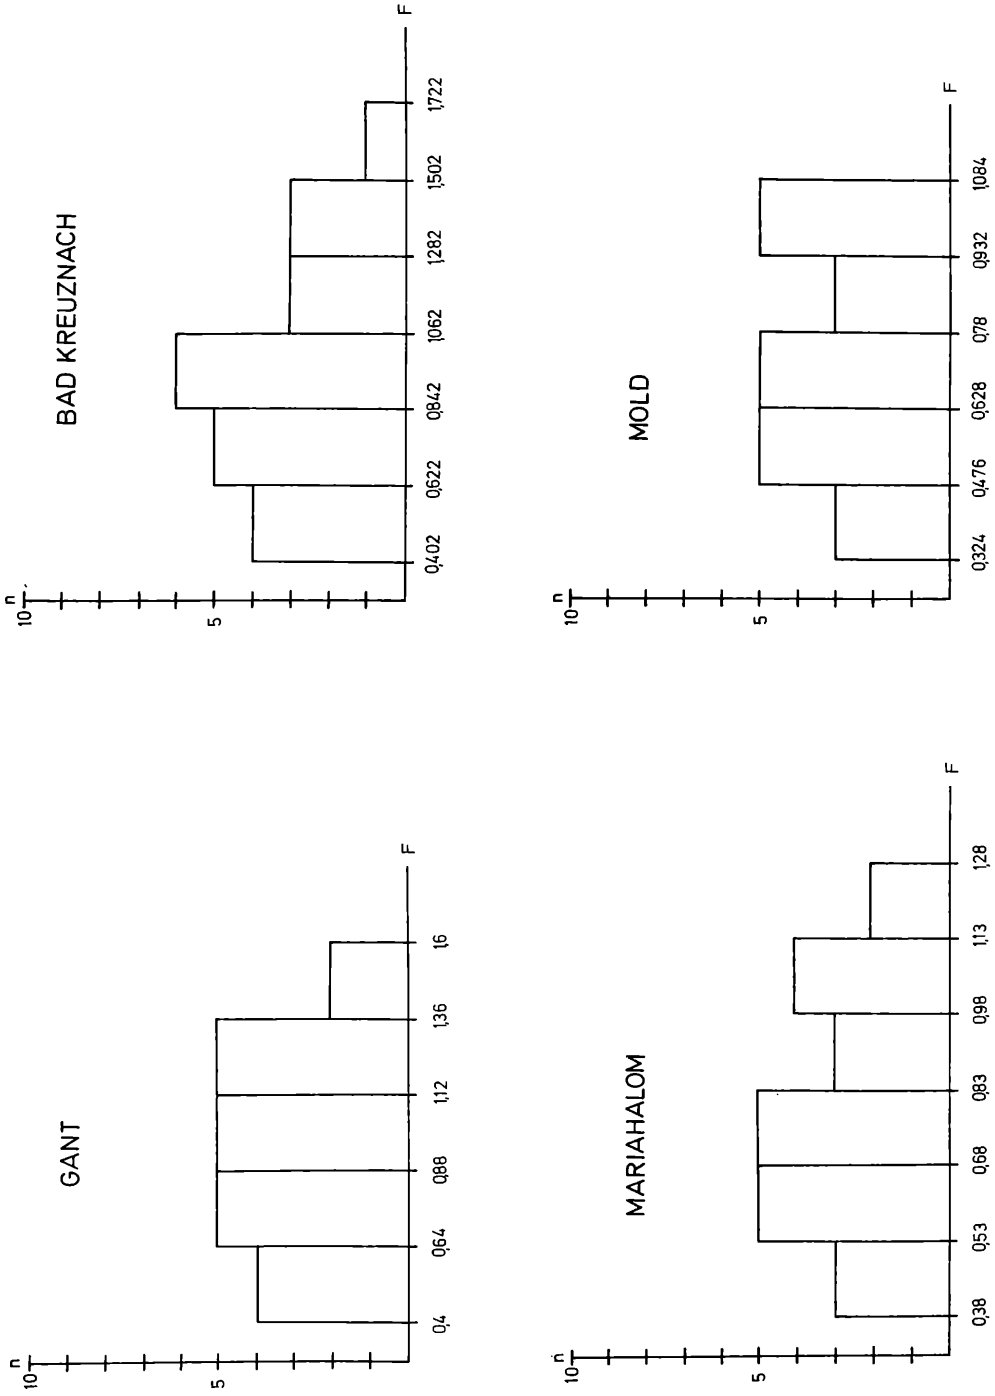 GANT
n
10
5
0,4
0,64
0,88
1,12
1,36
1,6
F
BAD KREUZNACH
n
10
5
0,402
0,622
0,842
1,062
1,282
1,502
1,722
F
MARIAHALOM
n
10
5
0,38
0,53
0,68
0,83
0,98
1,13
1,28
F
MOLD
n
10
5
0,324
0,476
0,628
0,78
0,932
1,084
F